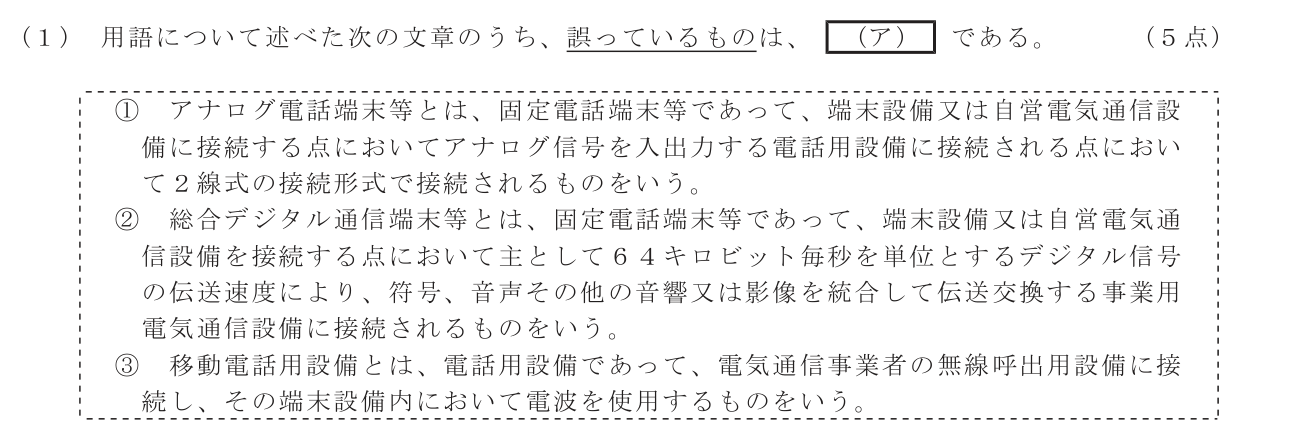 (1) 用語について述べた次の文章のうち、誤っているものは、 (ア) である。 (5点)
① アナログ電話端末等とは、固定電話端末等であって、端末設備又は自営電気通信設
備に接続する点においてアナログ信号を入出力する電話用設備に接続される点におい
て2線式の接続形式で接続されるものをいう。
② 総合デジタル通信端末等とは、固定電話端末等であって、端末設備又は自営電気通
信設備を接続する点において主として64キロビット毎秒を単位とするデジタル信号
の伝送速度により、符号、音声その他の音響又は影像を統合して伝送交換する事業用
電気通信設備に接続されるものをいう。
③ 移動電話用設備とは、電話用設備であって、電気通信事業者の無線呼出用設備に接
続し、その端末設備内において電波を使用するものをいう。